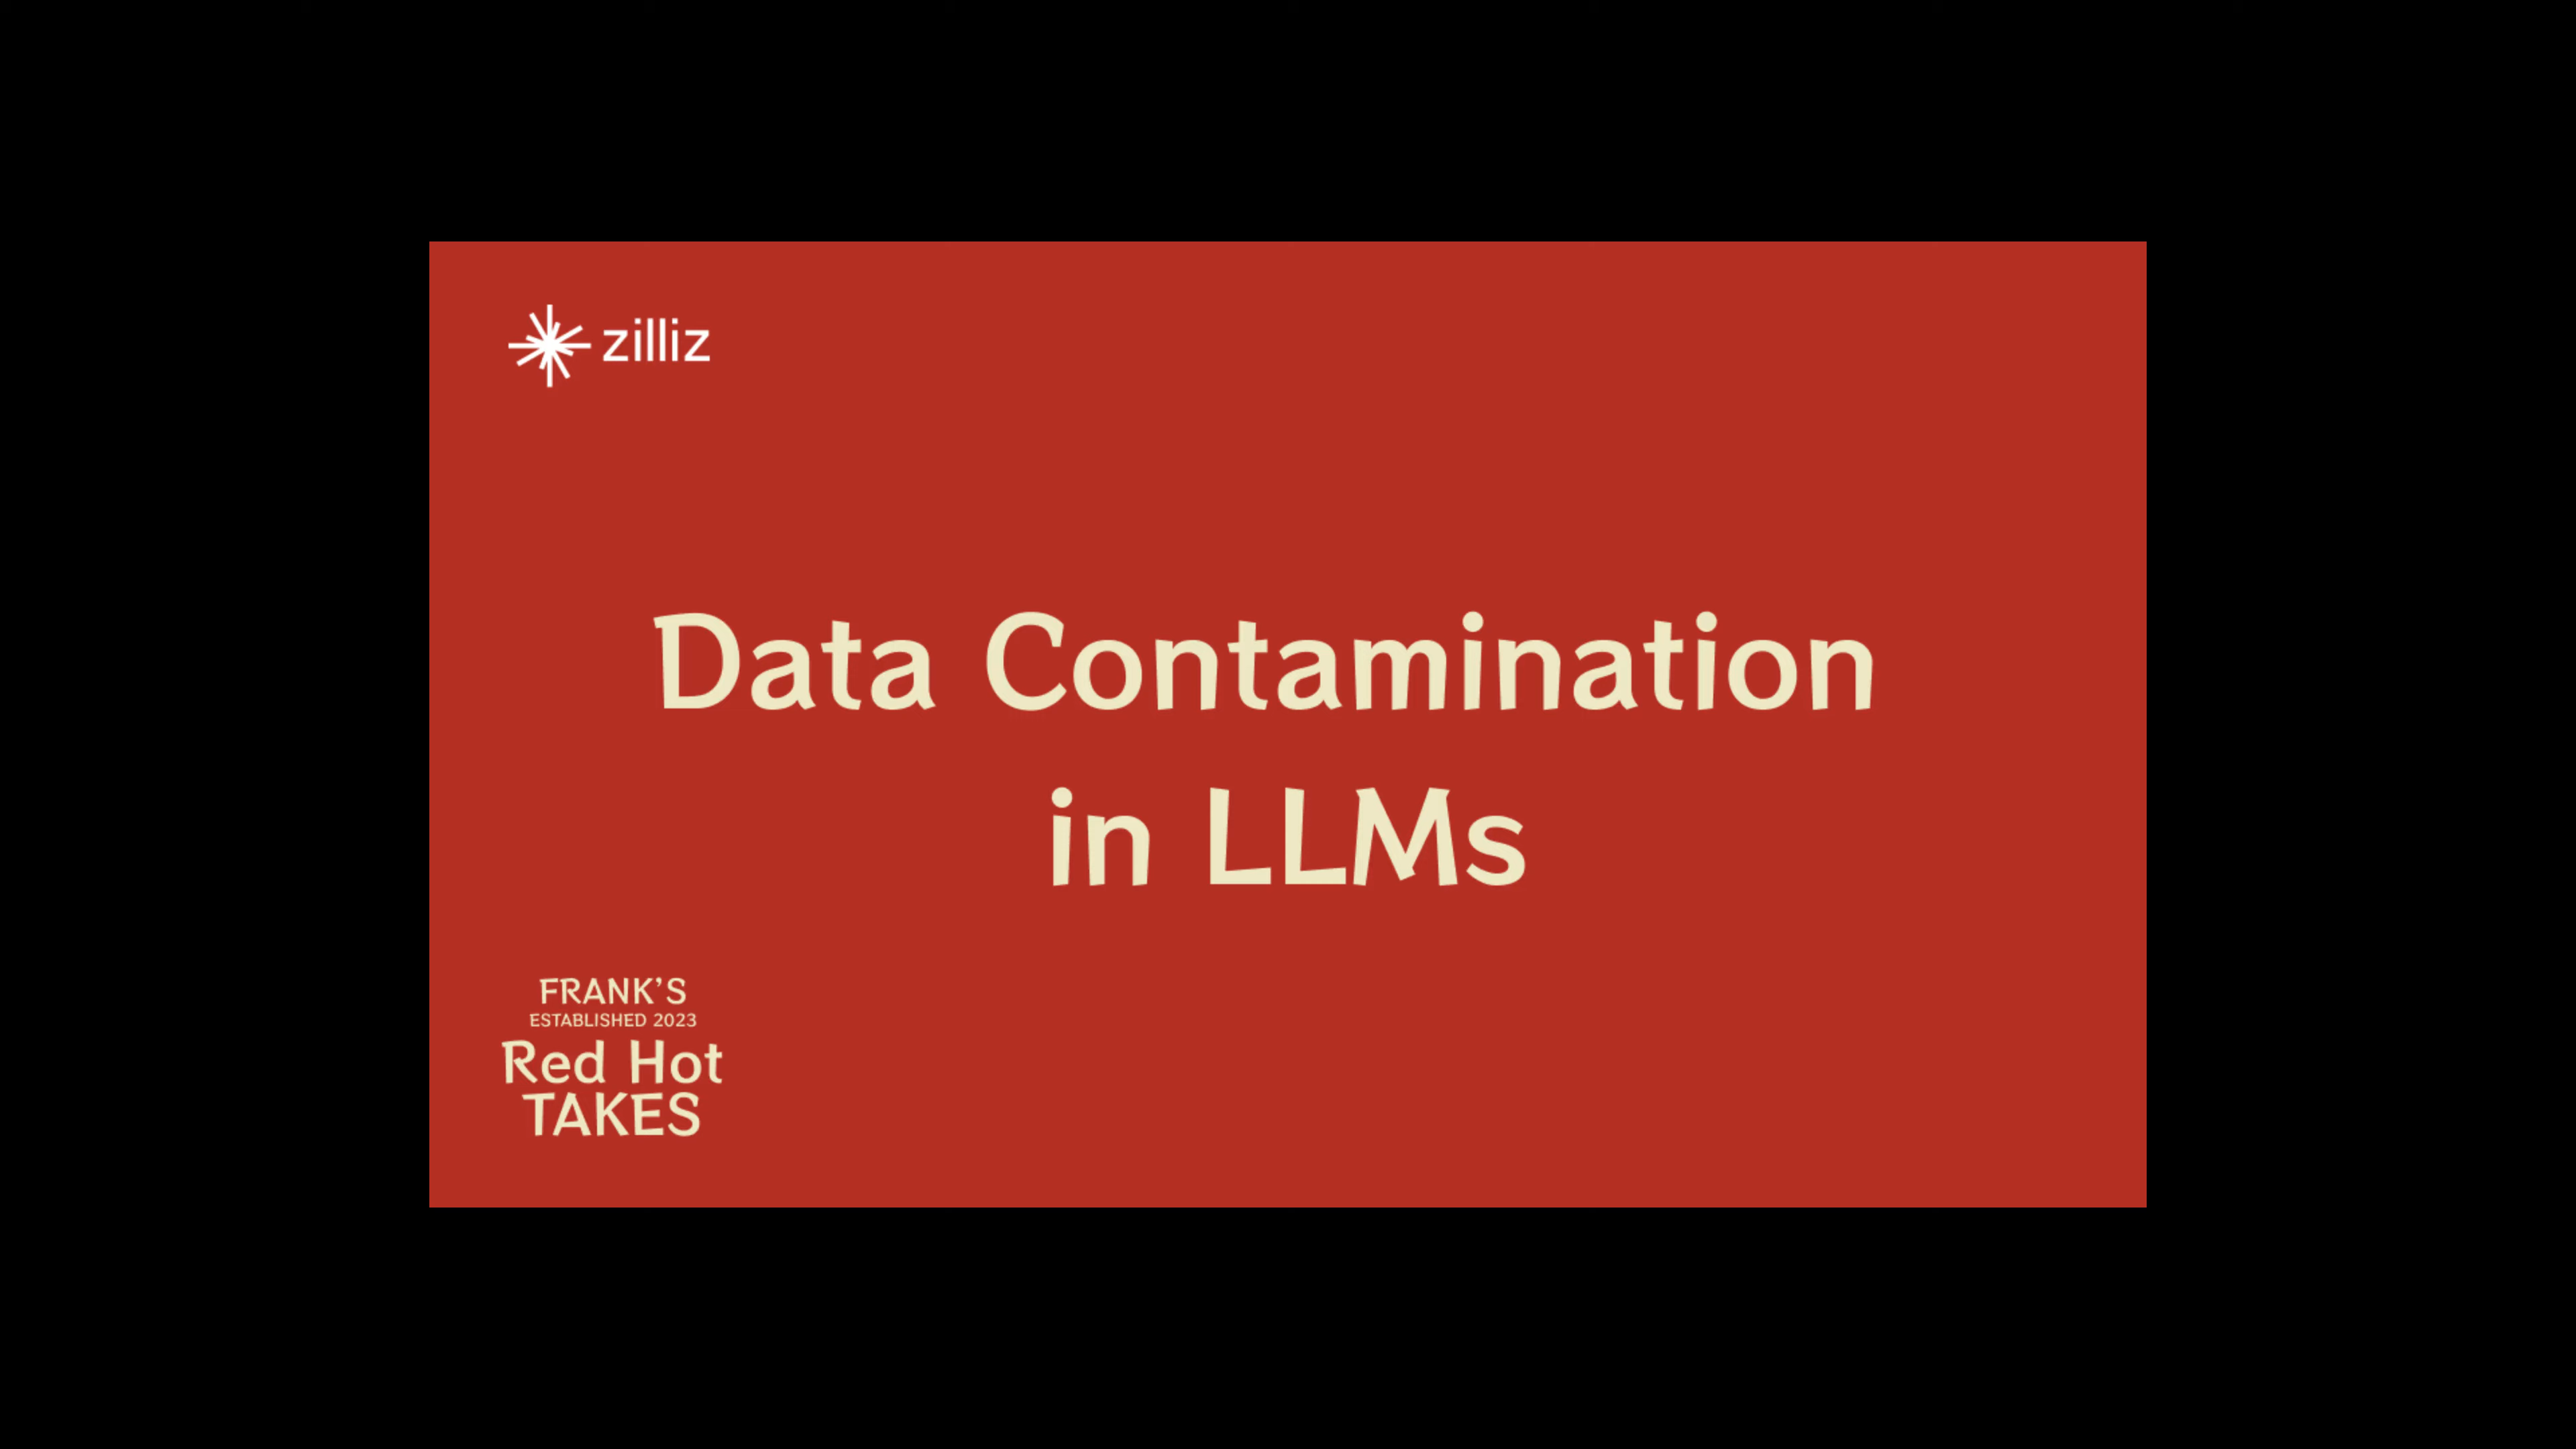 zilliz
Data Contamination
in LLMs
FRANK'S
ESTABLISHED 2023
Red Hot
TAKES